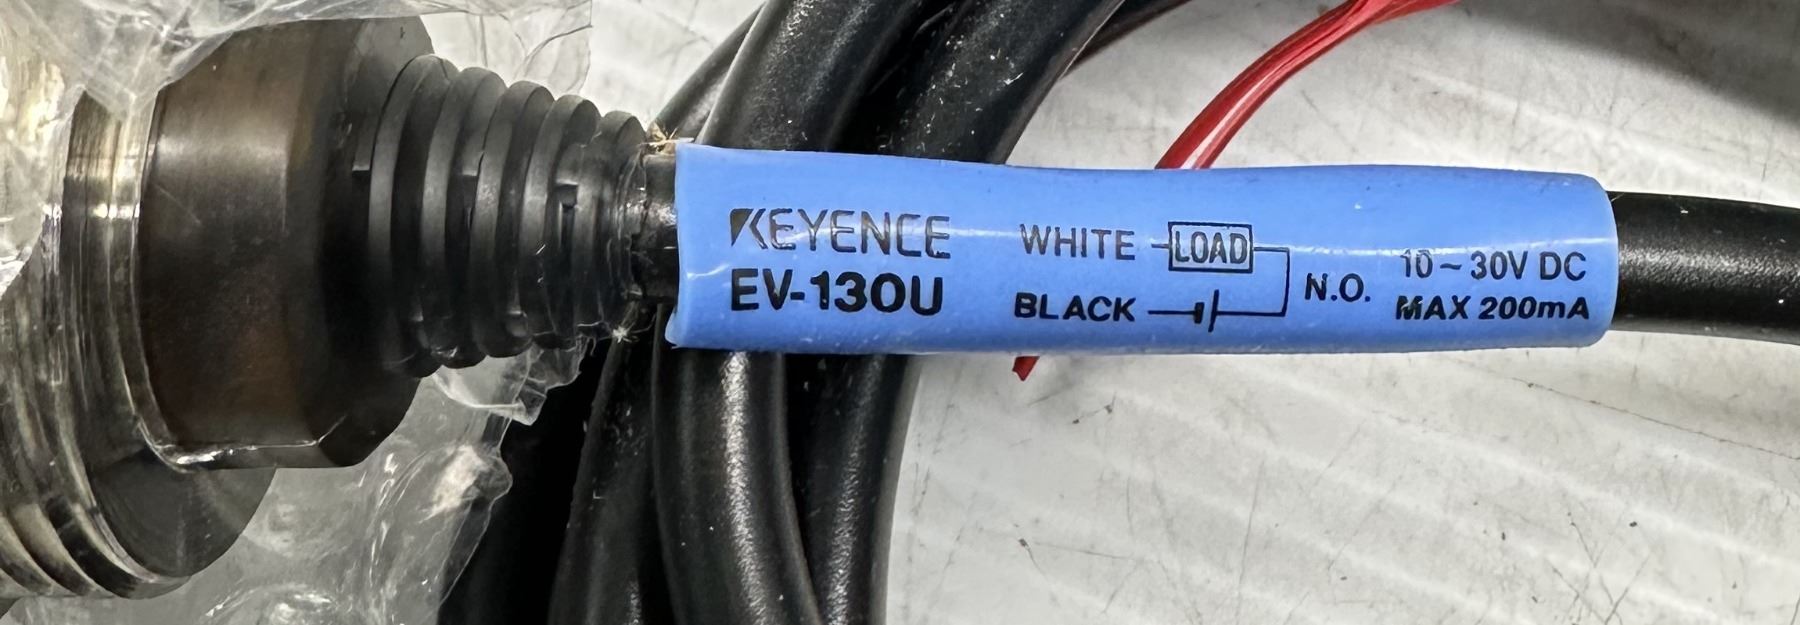 KEYENCE
EV-130U
WHITE LOAD
BLACK
N.O.
10~30V DC
MAX 200mA